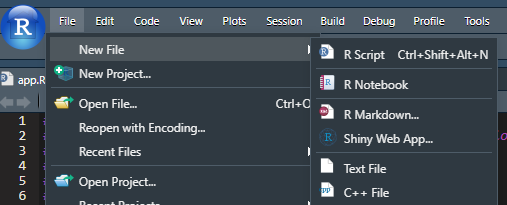 R File Edit Code View Plots Session Build Debug Profile Tools
New File
New Project...
Open File... Ctrl+O
Reopen with Encoding...
Recent Files
Open Project...
Recent Projects
R Script Ctrl+Shift+Alt+N
R Notebook
R Markdown...
Shiny Web App...
Text File
C++ File
app.R
1
2
3
4
5
6